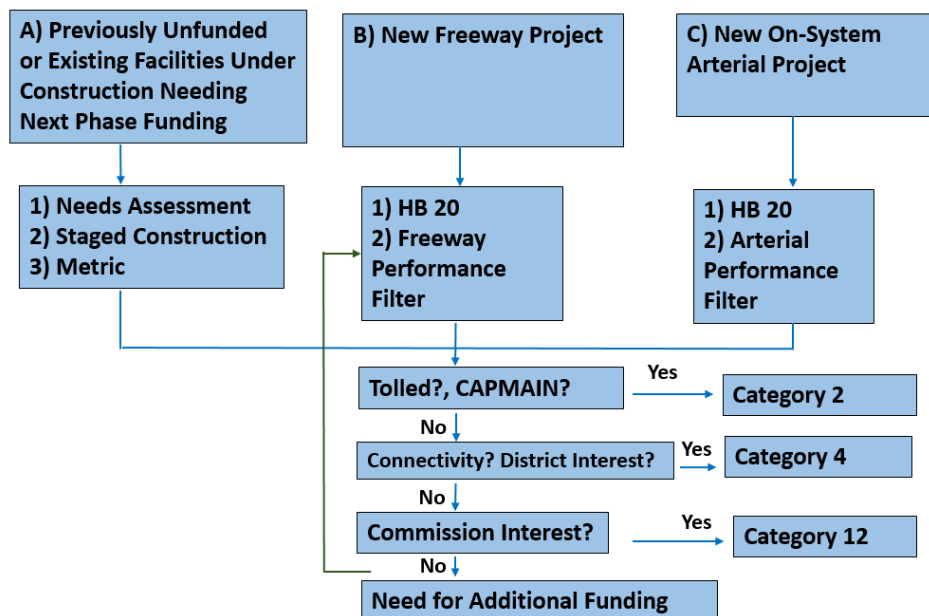 A) Previously Unfunded
or Existing Facilities Under
Construction Needing
Next Phase Funding
B) New Freeway Project
C) New On-System
Arterial Project
1) Needs Assessment
2) Staged Construction
3) Metric
1) HB 20
2) Freeway
Performance
Filter
1) HB 20
2) Arterial
Performance
Filter
Tolled?, CAPMAIN?
Yes
Category 2
No
Connectivity? District Interest?
Yes
Category 4
No
Commission Interest?
Yes
Category 12
No
Need for Additional Funding